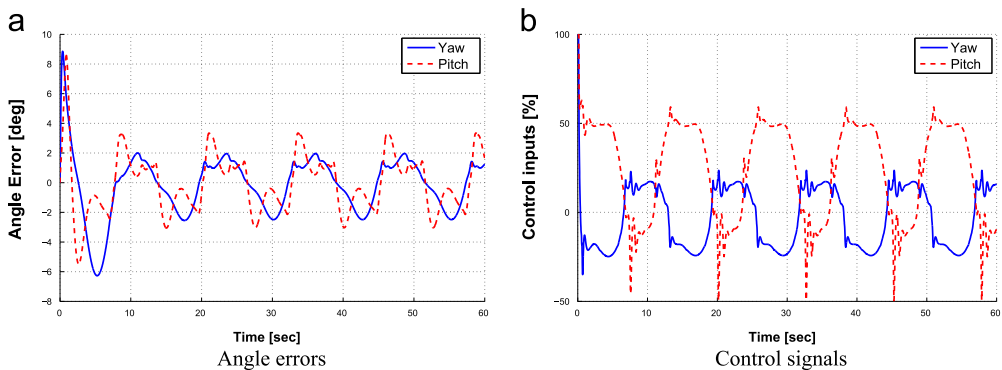 a
10
8
6
4
2
0
−2
−4
−6
−8
0 10 20 30 40 50 60
Angle Error [deg]
Time [sec]
Yaw
Pitch
Angle errors
b
100
50
0
−50
0 10 20 30 40 50 60
Control inputs [%]
Time [sec]
Yaw
Pitch
Control signals